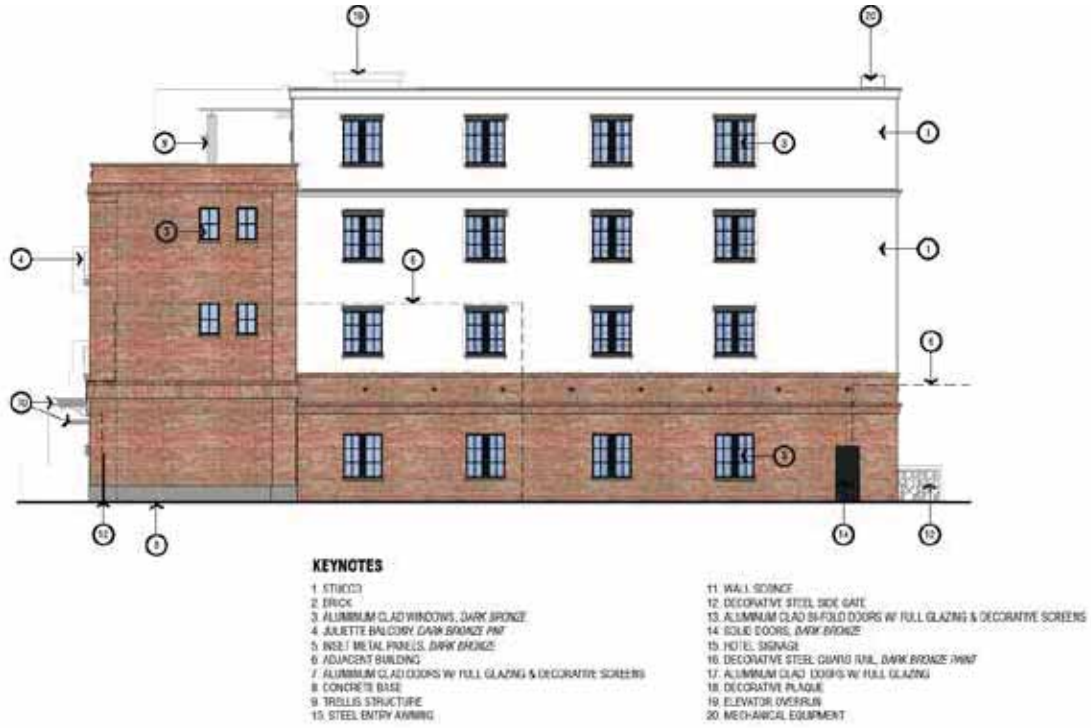 19
20
9
1
3
3
4
6
1
6
10
3
12
8
14
KEYNOTES
1 STUCCO
2 BRICK
3 ALUMINUM CLAD WINDOWS, DARK BRONZE
4 JULIETTE BALCONY, DARK BRONZE PNT
5 INSET METAL PANELS, DARK BRONZE
6 ADJACENT BUILDING
7 ALUMINUM CLAD DOORS W/ FULL GLAZING & DECORATIVE SCREENS
8 CONCRETE BASE
9 TRELLIS STRUCTURE
10 STEEL ENTRY AWNING
11 WALL SCONCE
12 DECORATIVE STEEL SIDE GATE
13 ALUMINUM CLAD BI-FOLD DOORS W/ FULL GLAZING & DECORATIVE SCREENS
14 SOLID DOORS, DARK BRONZE
15 HOTEL SIGNAGE
16 DECORATIVE STEEL GUARD RAIL, DARK BRONZE PAINT
17 ALUMINUM CLAD DOORS W/ FULL GLAZING
18 DECORATIVE PLAQUE
19 ELEVATOR OVERRUN
20 MECHANICAL EQUIPMENT